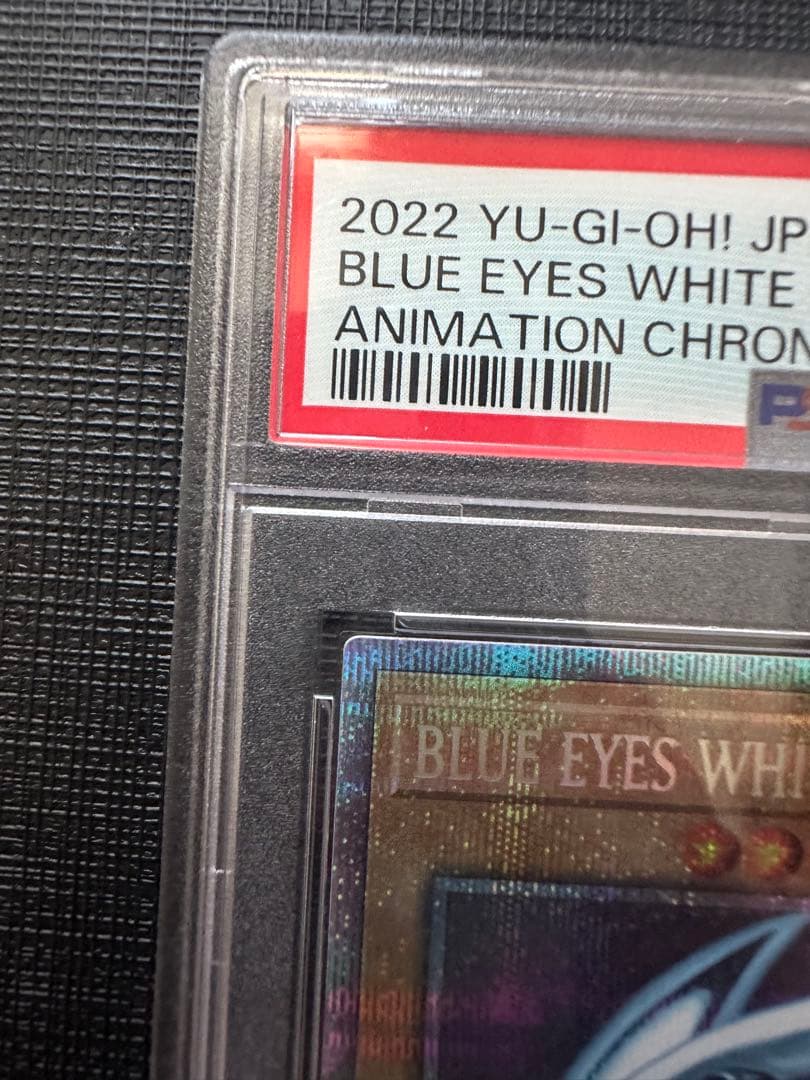 2022 YU-GI-OH! JP
BLUE EYES WHITE
ANIMATION CHRON
P
BLUE EYES WHI